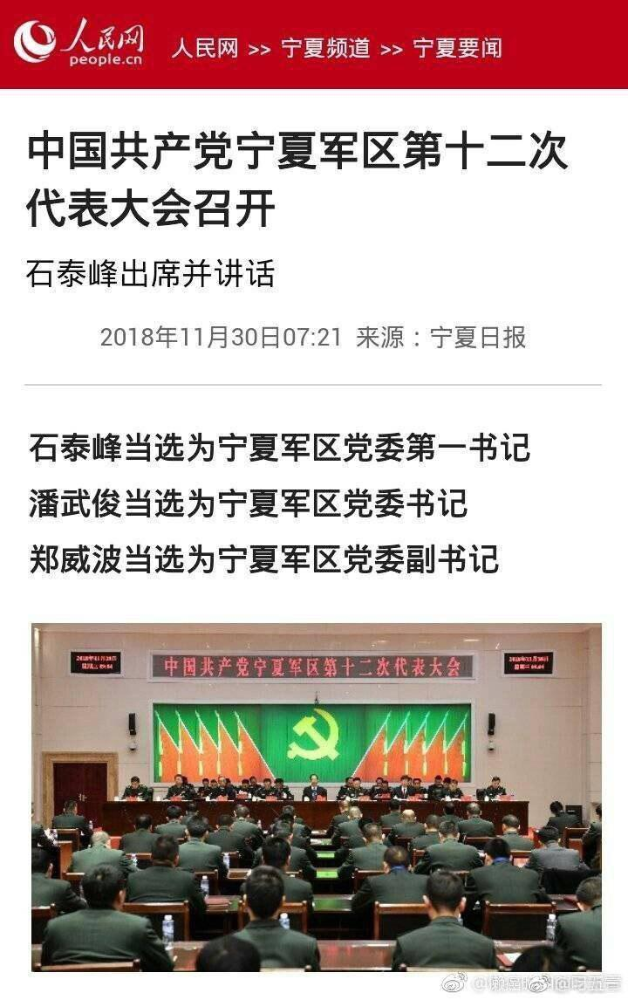 人民网
people.cn
人民网 >> 宁夏频道 >> 宁夏要闻
中国共产党宁夏军区第十二次
代表大会召开
石泰峰出席并讲话
2018年11月30日07:21 来源：宁夏日报
石泰峰当选为宁夏军区党委第一书记
潘武俊当选为宁夏军区党委书记
郑威波当选为宁夏军区党委副书记
中国共产党宁夏军区第十二次代表大会